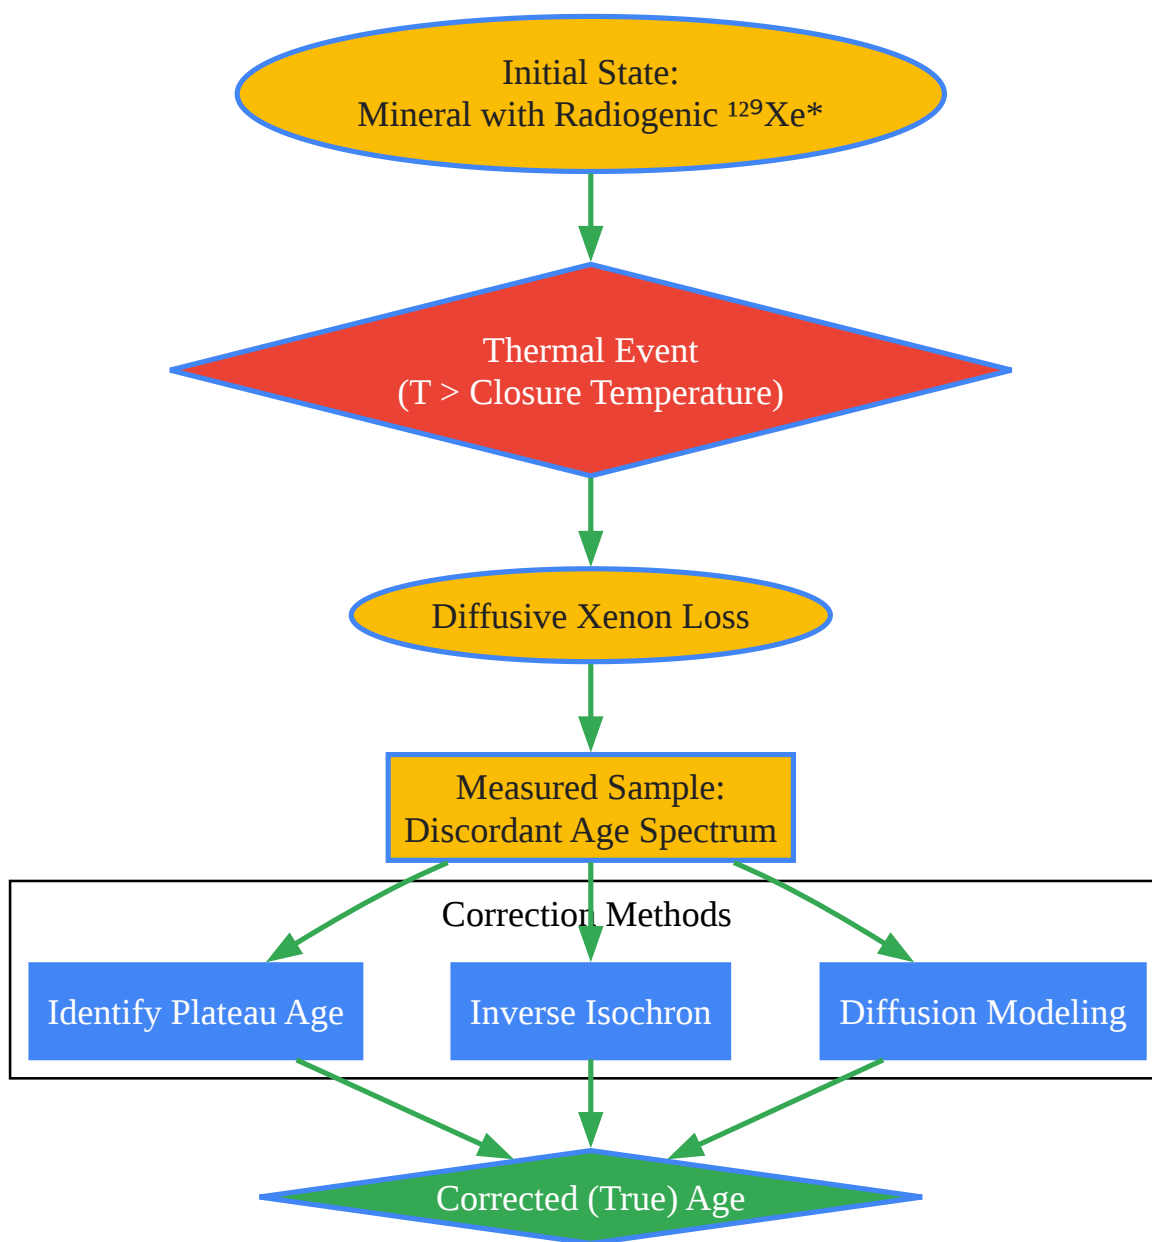 Initial State:
Mineral with Radiogenic ¹²⁹Xe*
Thermal Event
(T > Closure Temperature)
Diffusive Xenon Loss
Measured Sample:
Discordant Age Spectrum
Correction Methods
Identify Plateau Age
Inverse Isochron
Diffusion Modeling
Corrected (True) Age